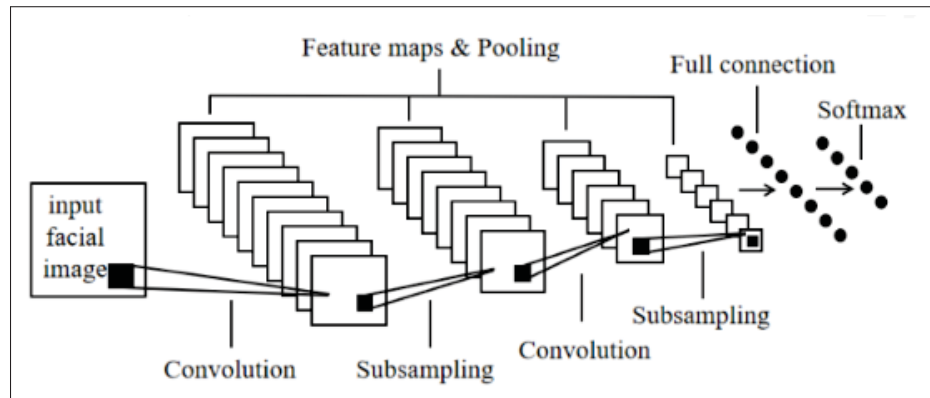 Feature maps & Pooling
Full connection
Softmax
input
facial
image
Subsampling
Convolution
Convolution
Subsampling